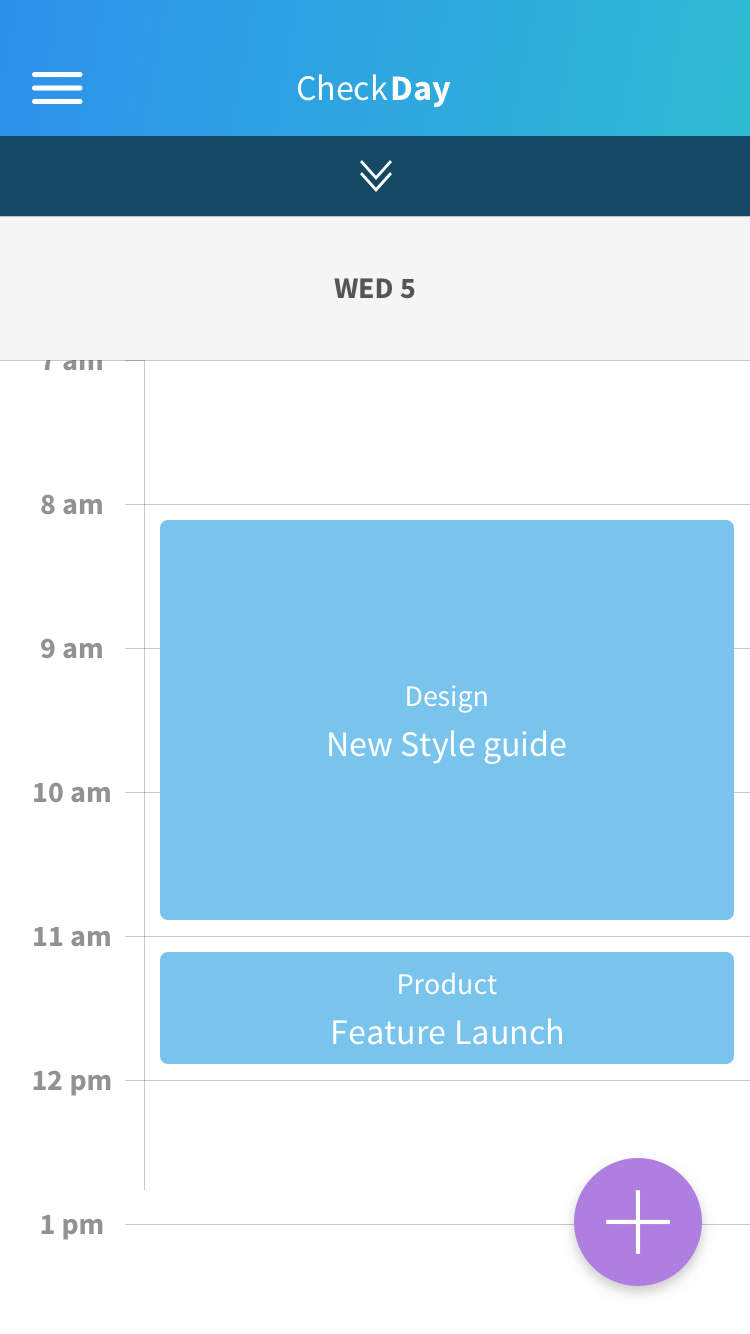 CheckDay
WED 5
7 am
8 am
9 am
Design
New Style guide
10 am
11 am
Product
Feature Launch
12 pm
1 pm